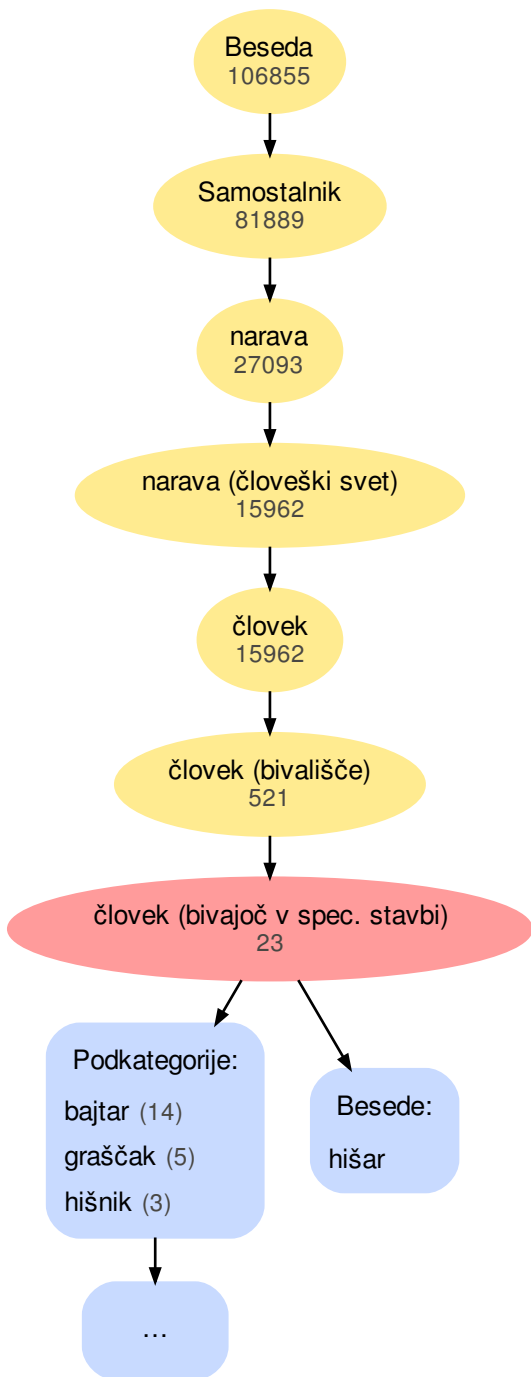 Beseda
106855
Samostalnik
81889
narava
27093
narava (človeški svet)
15962
človek
15962
človek (bivališče)
521
človek (bivajoč v spec. stavbi)
23
Podkategorije:
bajtar (14)
graščak (5)
hišnik (3)
Besede:
hišar
...